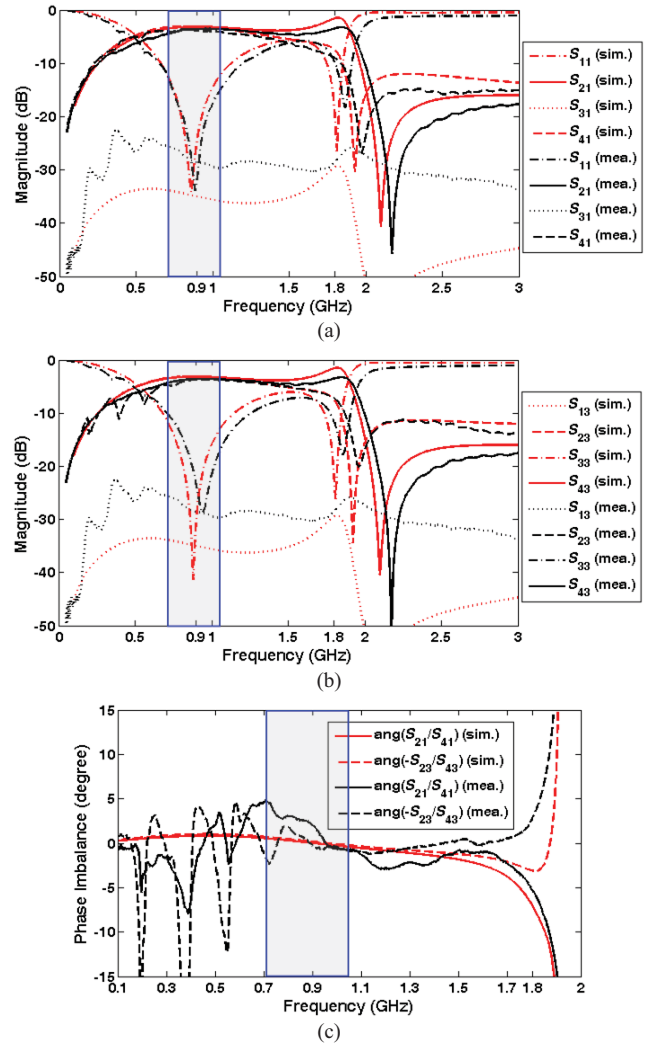 0
-10
-20
-30
-40
-50
Magnitude (dB)
0 0.5 0.9 1 1.5 1.8 2 2.5 3
Frequency (GHz)
S11 (sim.)
S21 (sim.)
S31 (sim.)
S41 (sim.)
S11 (mea.)
S21 (mea.)
S31 (mea.)
S41 (mea.)
(a)
0
-10
-20
-30
-40
-50
Magnitude (dB)
0 0.5 0.9 1 1.5 1.8 2 2.5 3
Frequency (GHz)
S13 (sim.)
S23 (sim.)
S33 (sim.)
S43 (sim.)
S13 (mea.)
S23 (mea.)
S33 (mea.)
S43 (mea.)
(b)
15
10
5
0
-5
-10
-15
Phase Imbalance (degree)
ang(S21/S41) (sim.)
ang(-S23/S43) (sim.)
ang(S21/S41) (mea.)
ang(-S23/S43) (mea.)
0.1 0.3 0.5 0.7 0.9 1.1 1.3 1.5 1.7 1.8 2
Frequency (GHz)
(c)